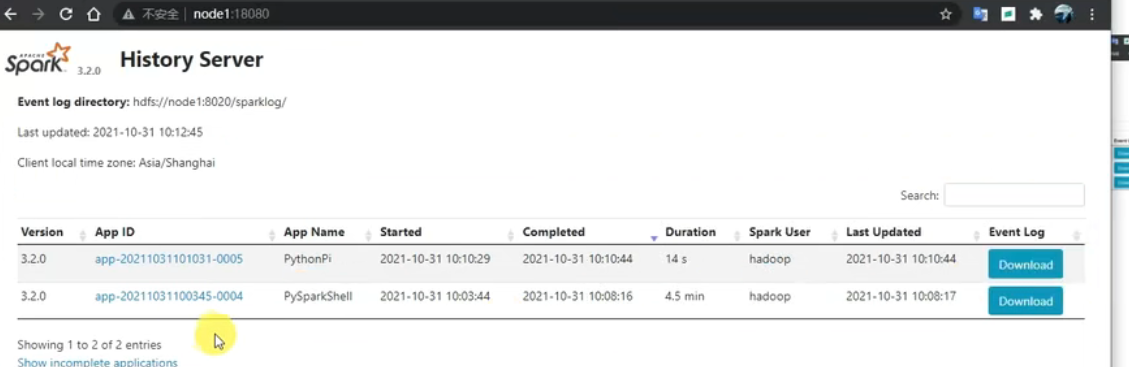 不安全 | node1:18080
APACHE Spark 3.2.0 History Server
Event log directory: hdfs://node1:8020/sparklog/
Last updated: 2021-10-31 10:12:45
Client local time zone: Asia/Shanghai
Search:
Version App ID App Name Started Completed Duration Spark User Last Updated Event Log
3.2.0 app-20211031101031-0005 PythonPi 2021-10-31 10:10:29 2021-10-31 10:10:44 14 s hadoop 2021-10-31 10:10:44 Download
3.2.0 app-20211031100345-0004 PySparkShell 2021-10-31 10:03:44 2021-10-31 10:08:16 4.5 min hadoop 2021-10-31 10:08:17 Download
Showing 1 to 2 of 2 entries
Show incomplete applications